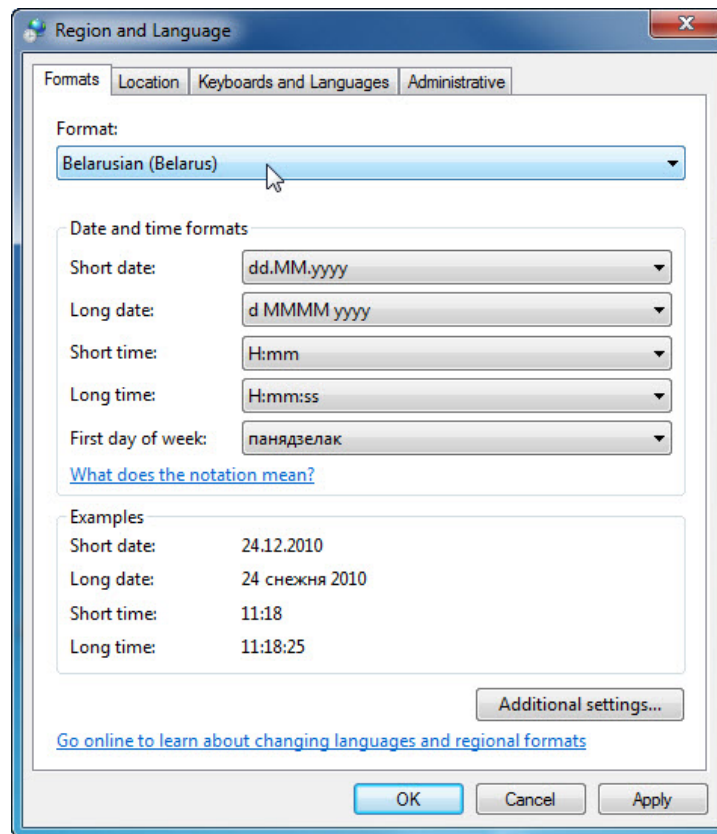 Region and Language
Formats Location Keyboards and Languages Administrative
Format:
Belarusian (Belarus)
Date and time formats
Short date: dd.MM.yyyy
Long date: d MMMM yyyy
Short time: H:mm
Long time: H:mm:ss
First day of week: панядзелак
What does the notation mean?
Examples
Short date: 24.12.2010
Long date: 24 снежня 2010
Short time: 11:18
Long time: 11:18:25
Additional settings...
Go online to learn about changing languages and regional formats
OK Cancel Apply